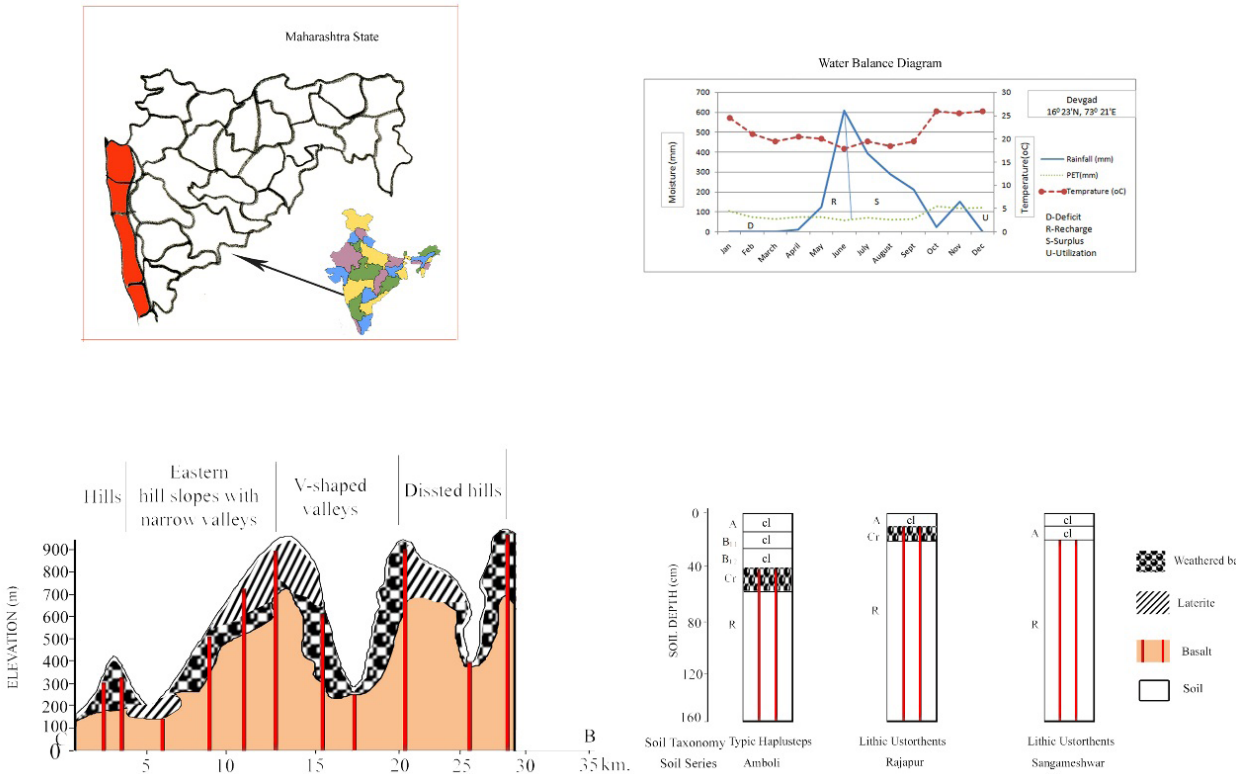 Maharashtra State
Water Balance Diagram
700
600
500
400
300
200
100
0
Moisture (mm)
30
25
20
15
10
5
0
Temperature(oC)
Jan
Feb
March
April
May
June
July
August
Sept
Oct
Nov
Dec
D
R
S
U
Devgad
16⁰ 23'N, 73⁰ 21'E
Rainfall (mm)
PET(mm)
Temprature (oC)
D-Deficit
R-Recharge
S-Surplus
U-Utilization
Hills
Eastern
hill slopes with
narrow valleys
V-shaped
valleys
Dissted hills
ELEVATION (m)
900
800
700
600
500
400
300
200
100
0
B
5
10
15
20
25
30
35 km.
SOIL DEPTH (cm)
0
40
80
120
160
A
cl
cl
cl
Cr
R
A
cl
Cr
R
cl
A
cl
R
Weathered
Laterite
Basalt
Soil
Soil Taxonomy Typic Haplusteps Lithic Ustorthents Lithic Ustorthents
Soil Series Amboli Rajapur Sangameshwar